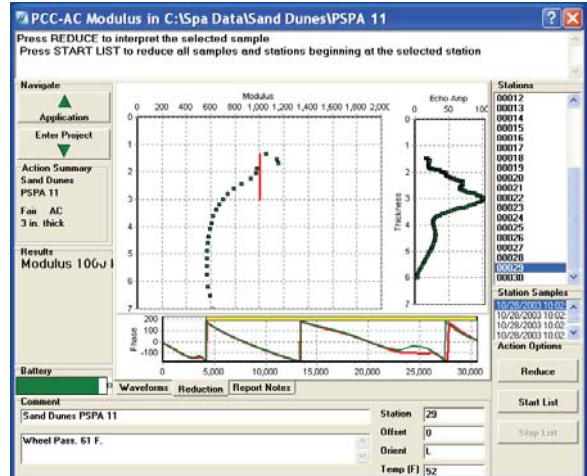 PCC-AC Modulus in C:\Spa Data\Sand Dunes\PSPA 11
Press REDUCE to interpret the selected sample
Press START LIST to reduce all samples and stations beginning at the selected station
Navigate
Application
Enter Project
Action Summary
Sand Dunes
PSPA 11
Fair AC
3 in. thick
Results
Modulus
Battery
Modulus
0 200 400 600 800 1,000 1,200 1,400 1,600 1,800 2,000
0
1
2
3
4
5
6
7
Echo Amp
0 50 100
0
1
2
3
4
5
6
7
Thickness
Phase
200
100
0
-100
0 5,000 10,000 15,000 20,000 25,000 30,000
Waveforms Reduction Report Notes
Stations
00012
00013
00014
00015
00016
00017
00018
00019
00020
00021
00022
00023
00024
00025
00026
00027
00028
00029
00030
Station Samples
10/28/2003 10:02
10/28/2003 10:02
10/28/2003 10:02
10/28/2003 10:02
Action Options
Reduce
Start List
Stop List
Comment
Sand Dunes PSPA 11
Wheel Pass. 61 F.
Station 29
Offset 0
Orient L
Temp (F) 52